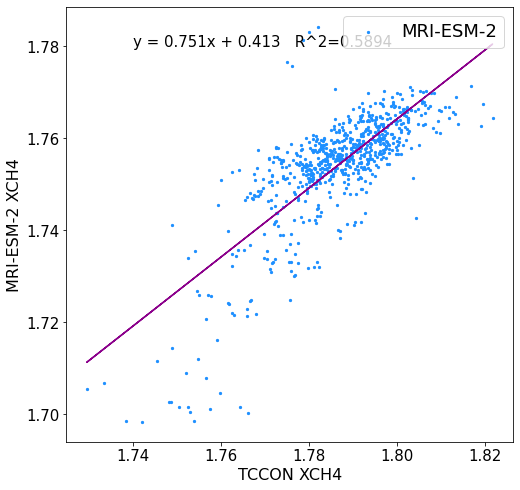 y = 0.751x + 0.413 R^2=0.5894
MRI-ESM-2
MRI-ESM-2 XCH4
1.78
1.76
1.74
1.72
1.70
1.74 1.76 1.78 1.80 1.82
TCCON XCH4